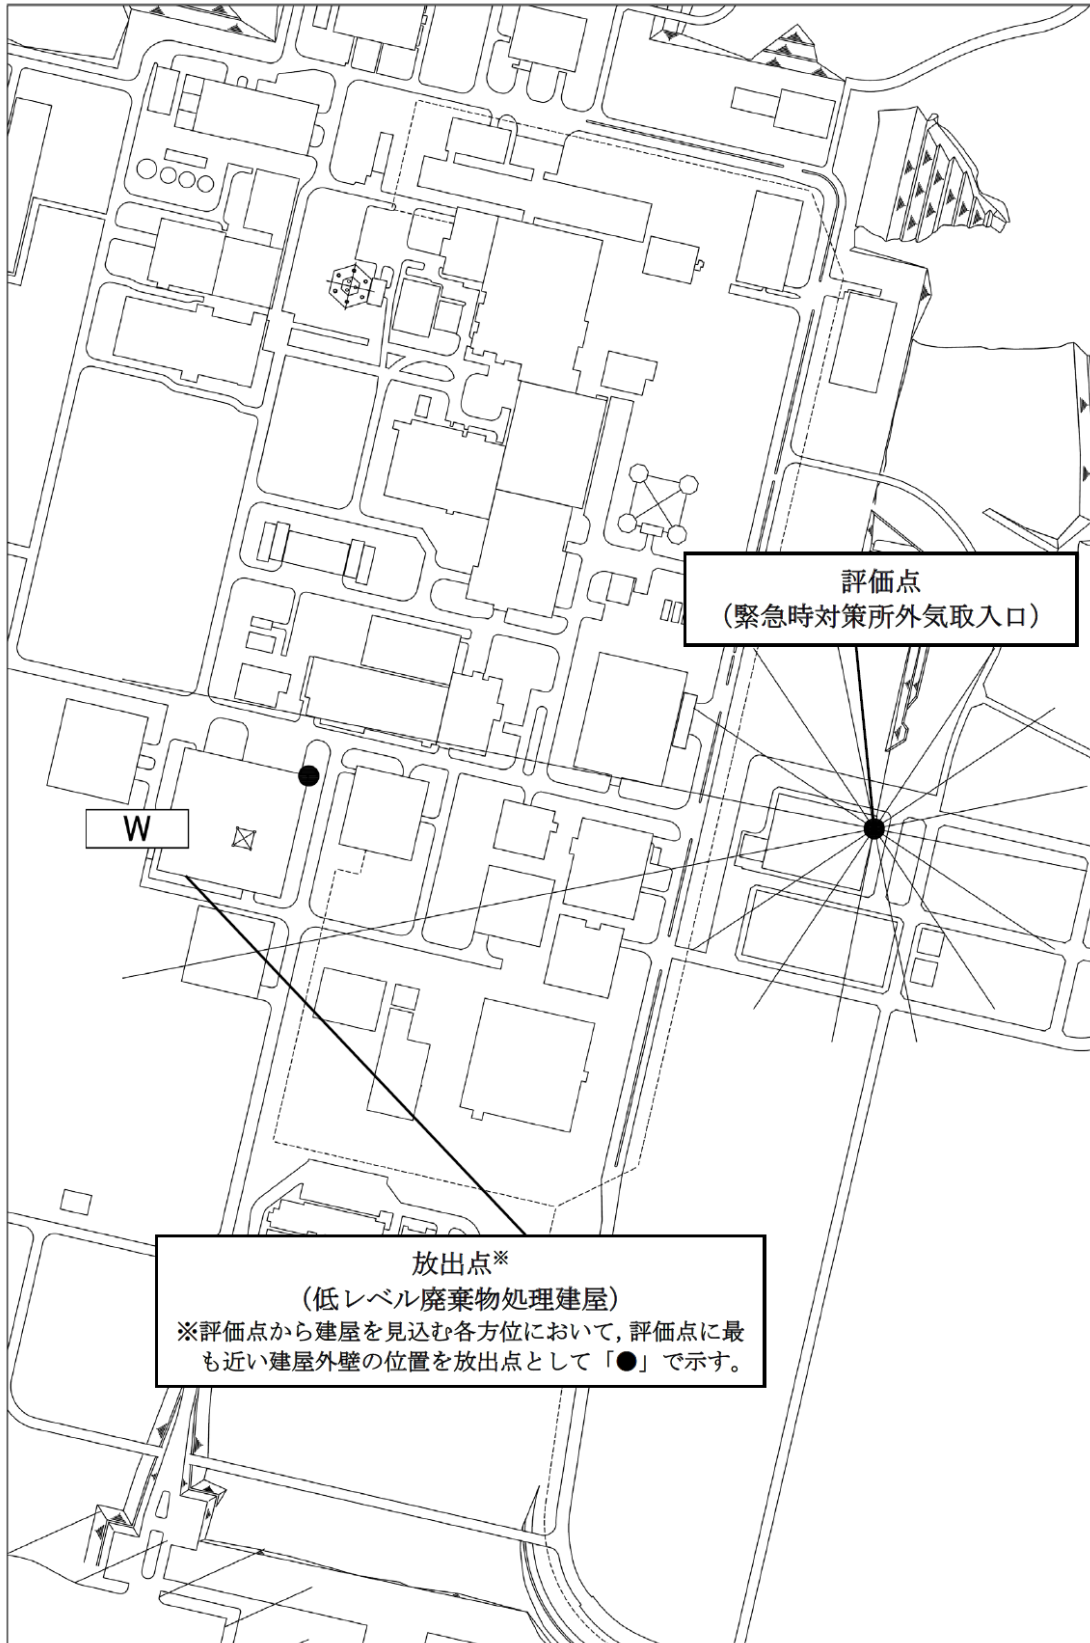 評価点
（緊急時対策所外気取入口）
W
放出点※
（低レベル廃棄物処理建屋）
※評価点から建屋を見込む各方位において，評価点に最
も近い建屋外壁の位置を放出点として「●」で示す。